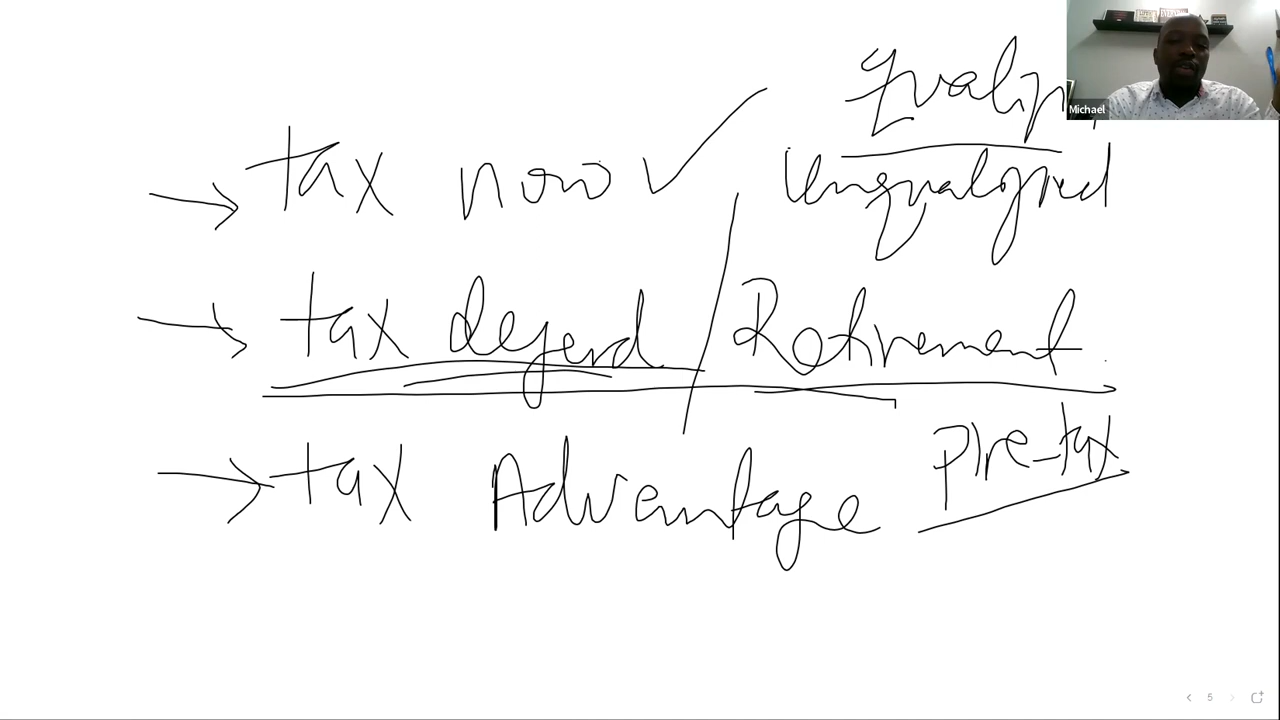 Michael
→ tax now ✓
Unqualified
→ tax deferd / Retirement
→ tax Advantage
pre-tax
5